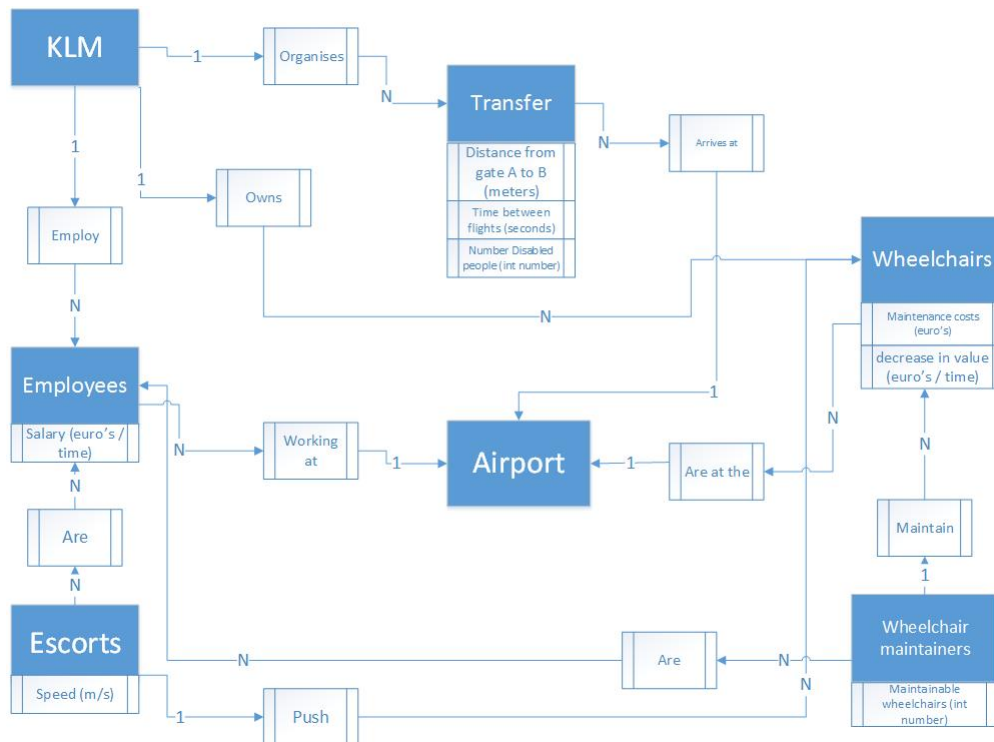 KLM
1
Organises
N
Transfer
Distance from
gate A to B
(meters)
Time between
flights (seconds)
Number Disabled
people (int number)
N
Arrives at
1
1
Owns
N
1
Employ
N
Wheelchairs
Maintenance costs
(euro's)
decrease in value
(euro's / time)
Employees
Salary (euro's /
time)
N
Working
at
1
Airport
1
Are at the
N
N
Maintain
1
N
Are
N
Escorts
Speed (m/s)
1
Push
N
N
Are
N
Wheelchair
maintainers
Maintainable
wheelchairs (int
number)